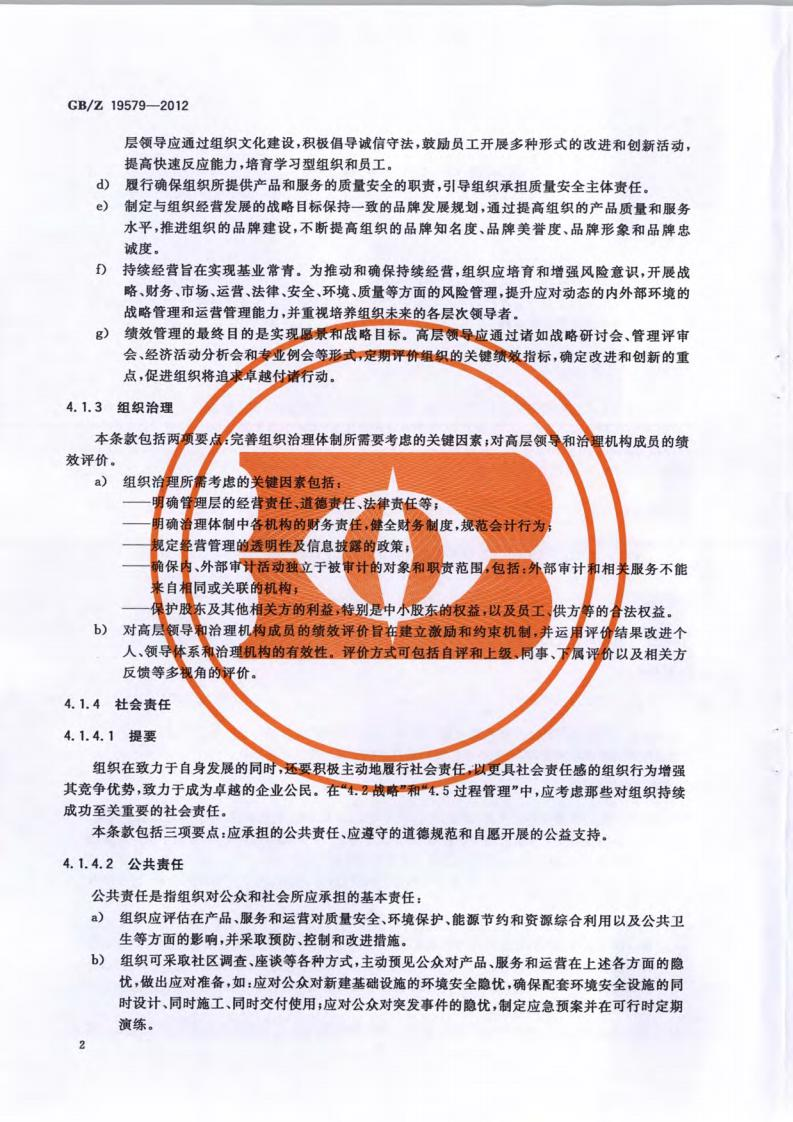 GB/Z 19579—2012
层领导应通过组织文化建设,积极倡导诚信守法,鼓励员工开展多种形式的改进和创新活动,
提高快速反应能力,培育学习型组织和员工。
d) 履行确保组织所提供产品和服务的质量安全的职责,引导组织承担质量安全主体责任。
e) 制定与组织经营发展的战略目标保持一致的品牌发展规划,通过提高组织的产品质量和服务
水平,推进组织的品牌建设,不断提高组织的品牌知名度、品牌美誉度、品牌形象和品牌忠
诚度。
f) 持续经营旨在实现基业常青。为推动和确保持续经营,组织应培育和增强风险意识,开展战
略、财务、市场、运营、法律、安全、环境、质量等方面的风险管理,提升应对动态的内外部环境的
战略管理和运营管理能力,并重视培养组织未来的各层次领导者。
g) 绩效管理的最终目的是实现愿景和战略目标。高层领导应通过诸如战略研讨会、管理评审
会、经济活动分析会和专业例会等形式,定期评价组织的关键绩效指标,确定改进和创新的重
点,促进组织将追求卓越付诸行动。
4.1.3 组织治理
本条款包括两项要点:完善组织治理体制所需要考虑的关键因素;对高层领导和治理机构成员的绩
效评价。
a) 组织治理所需考虑的关键因素包括:
——明确管理层的经营责任、道德责任、法律责任等;
——明确治理体制中各机构的财务责任,健全财务制度,规范会计行为;
——规定经营管理的透明性及信息披露的政策;
——确保内、外部审计活动独立于被审计的对象和职责范围,包括:外部审计和相关服务不能
来自相同或关联的机构;
——保护股东及其他相关方的利益,特别是中小股东的权益,以及员工、供方等的合法权益。
b) 对高层领导和治理机构成员的绩效评价旨在建立激励和约束机制,并运用评价结果改进个
人、领导体系和治理机构的有效性。评价方式可包括自评和上级、同事、下属评价以及相关方
反馈等多视角的评价。
4.1.4 社会责任
4.1.4.1 提要
组织在致力于自身发展的同时,还要积极主动地履行社会责任,以更具社会责任感的组织行为增强
其竞争优势,致力于成为卓越的企业公民。在“4.2战略”和“4.5过程管理”中,应考虑那些对组织持续
成功至关重要的社会责任。
本条款包括三项要点:应承担的公共责任、应遵守的道德规范和自愿开展的公益支持。
4.1.4.2 公共责任
公共责任是指组织对公众和社会所应承担的基本责任:
a) 组织应评估在产品、服务和运营对质量安全、环境保护、能源节约和资源综合利用以及公共卫
生等方面的影响,并采取预防、控制和改进措施。
b) 组织可采取社区调查、座谈等各种方式,主动预见公众对产品、服务和运营在上述各方面的隐
忧,做出应对准备,如:应对公众对新建基础设施的环境安全隐忧,确保配套环境安全设施的同
时设计、同时施工、同时交付使用;应对公众对突发事件的隐忧,制定应急预案并在可行时定期
演练。
2